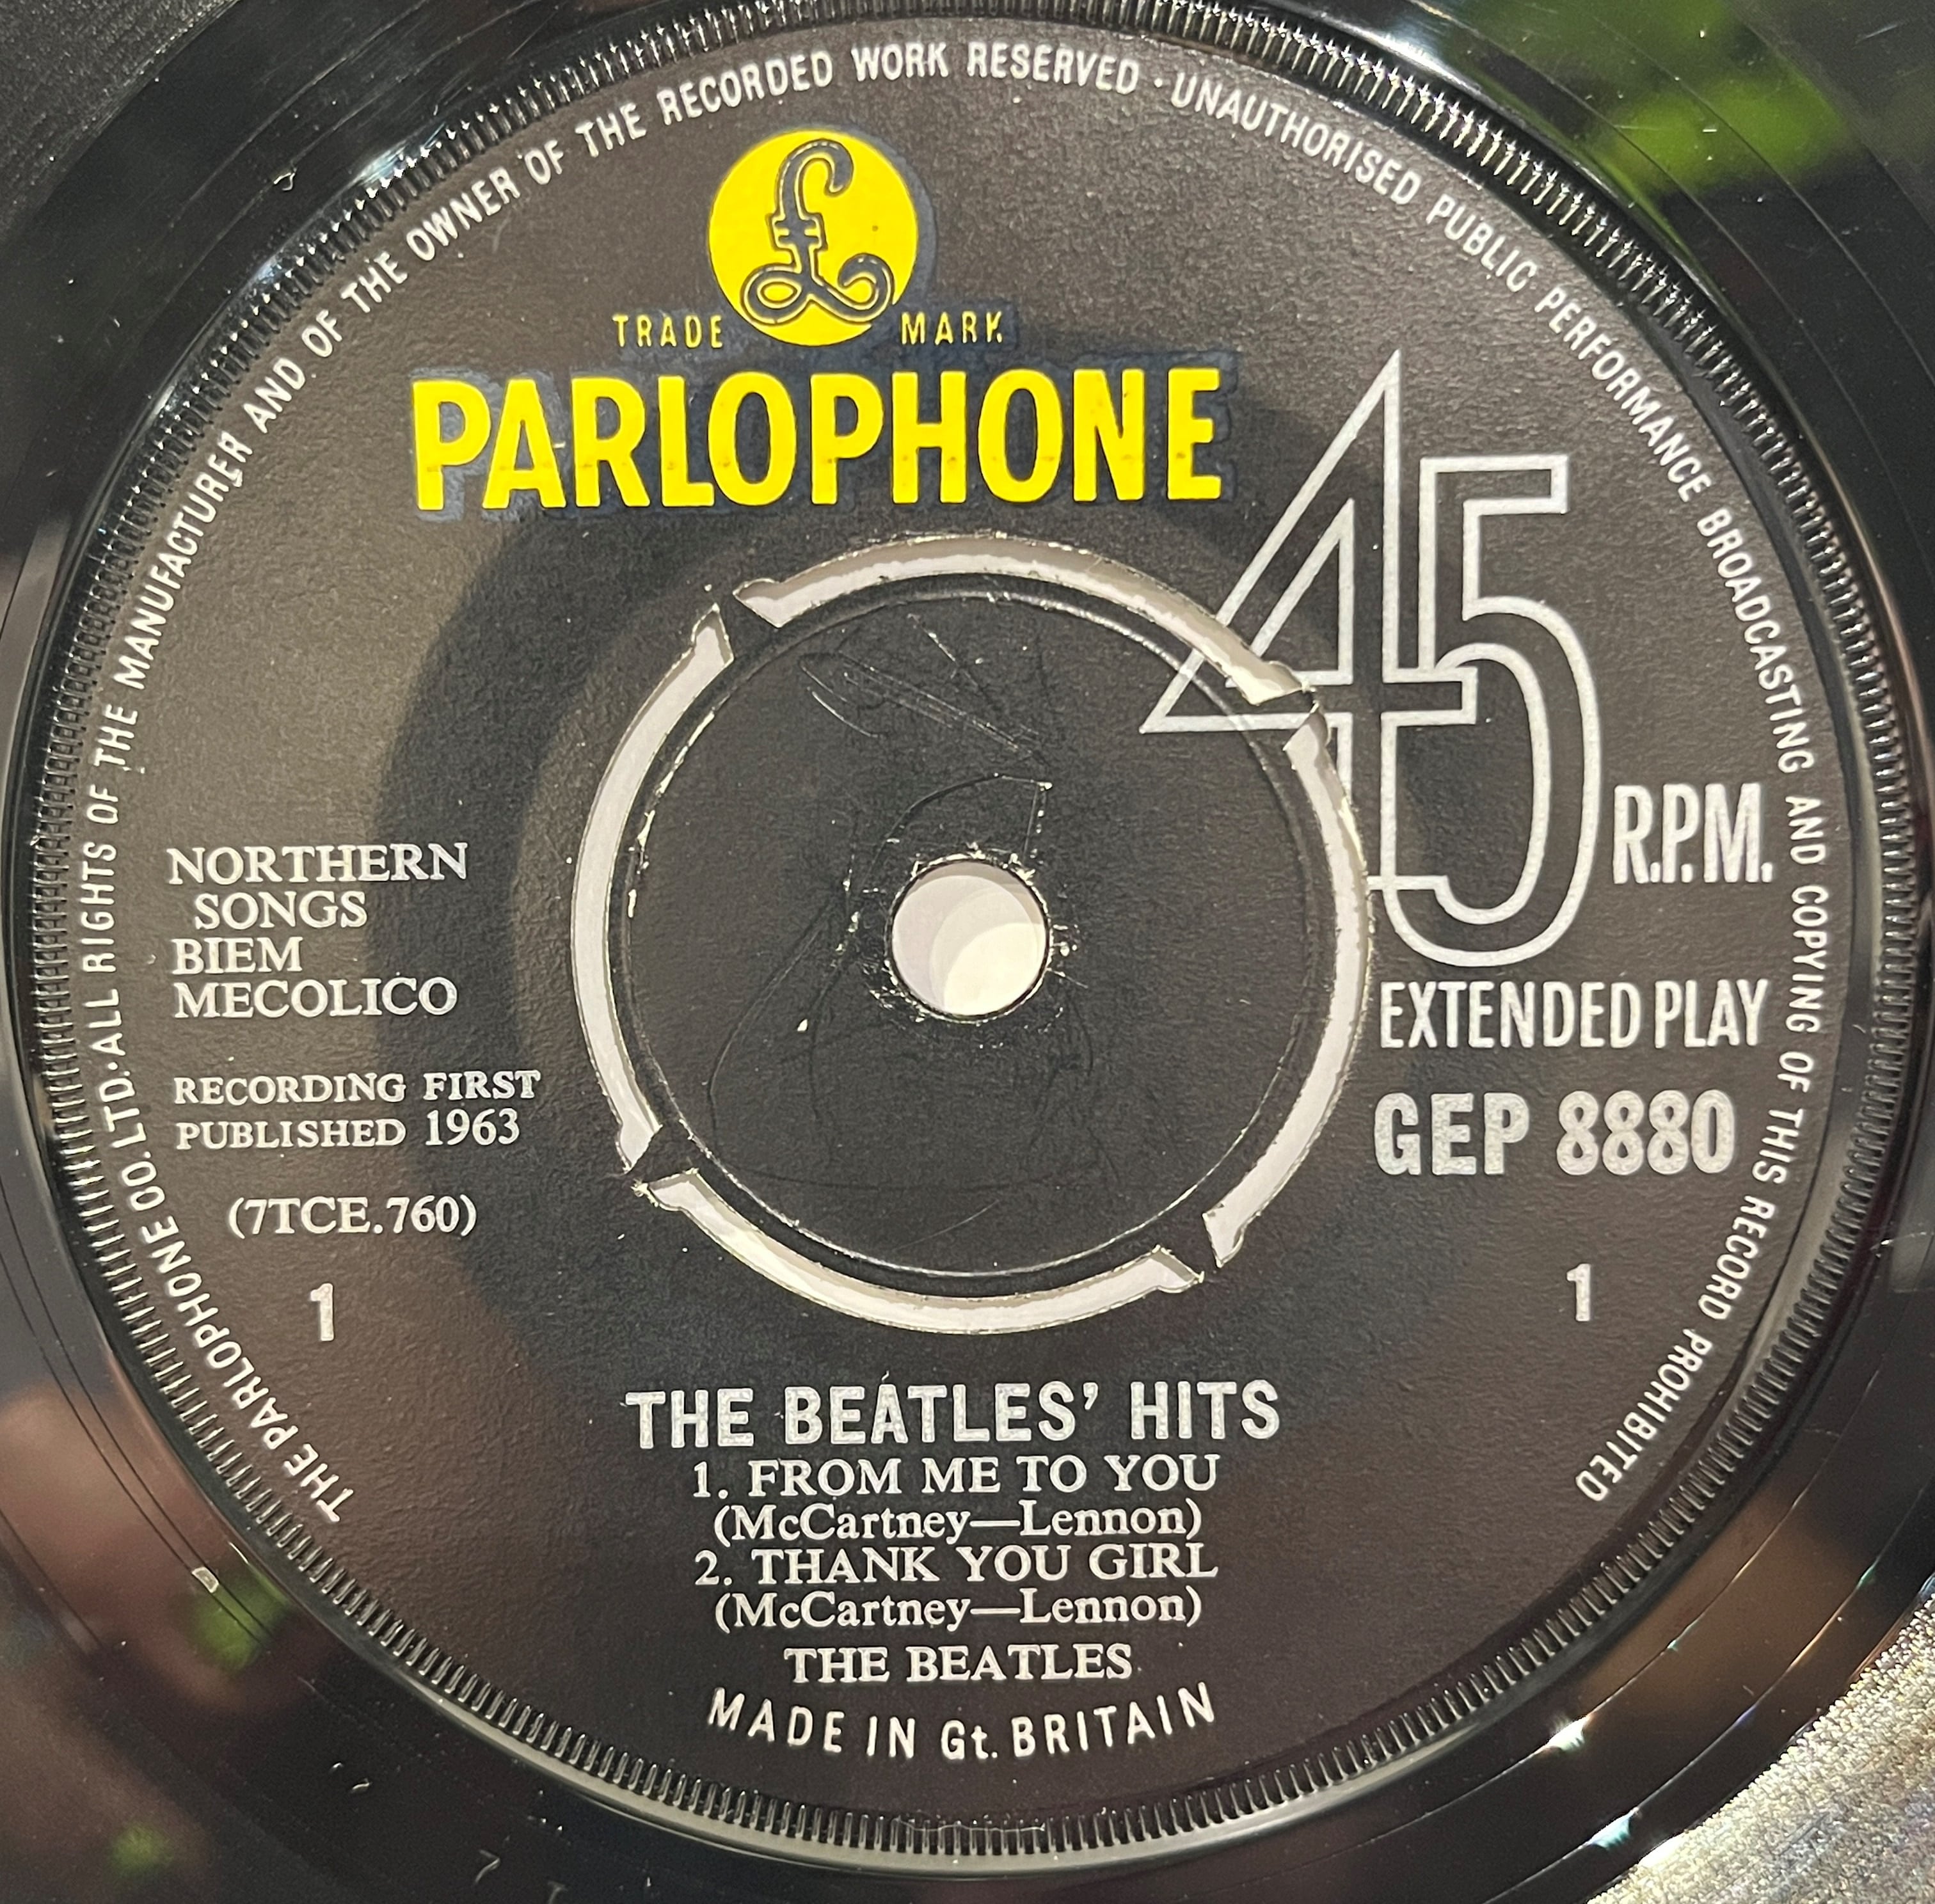 THE PARLOPHONE CO. LTD·ALL RIGHTS OF THE MANUFACTURER AND OF THE OWNER OF THE RECORDED WORK RESERVED · UNAUTHORISED PUBLIC PERFORMANCE BROADCASTING AND COPYING OF THIS RECORD PROHIBITED
£
TRADE MARK
PARLOPHONE
45
R.P.M.
NORTHERN
SONGS
BIEM
MECOLICO
EXTENDED PLAY
RECORDING FIRST
PUBLISHED 1963
GEP 8880
(7TCE.760)
1
1
THE BEATLES' HITS
1. FROM ME TO YOU
(McCartney—Lennon)
2. THANK YOU GIRL
(McCartney—Lennon)
THE BEATLES
MADE IN Gt. BRITAIN
7